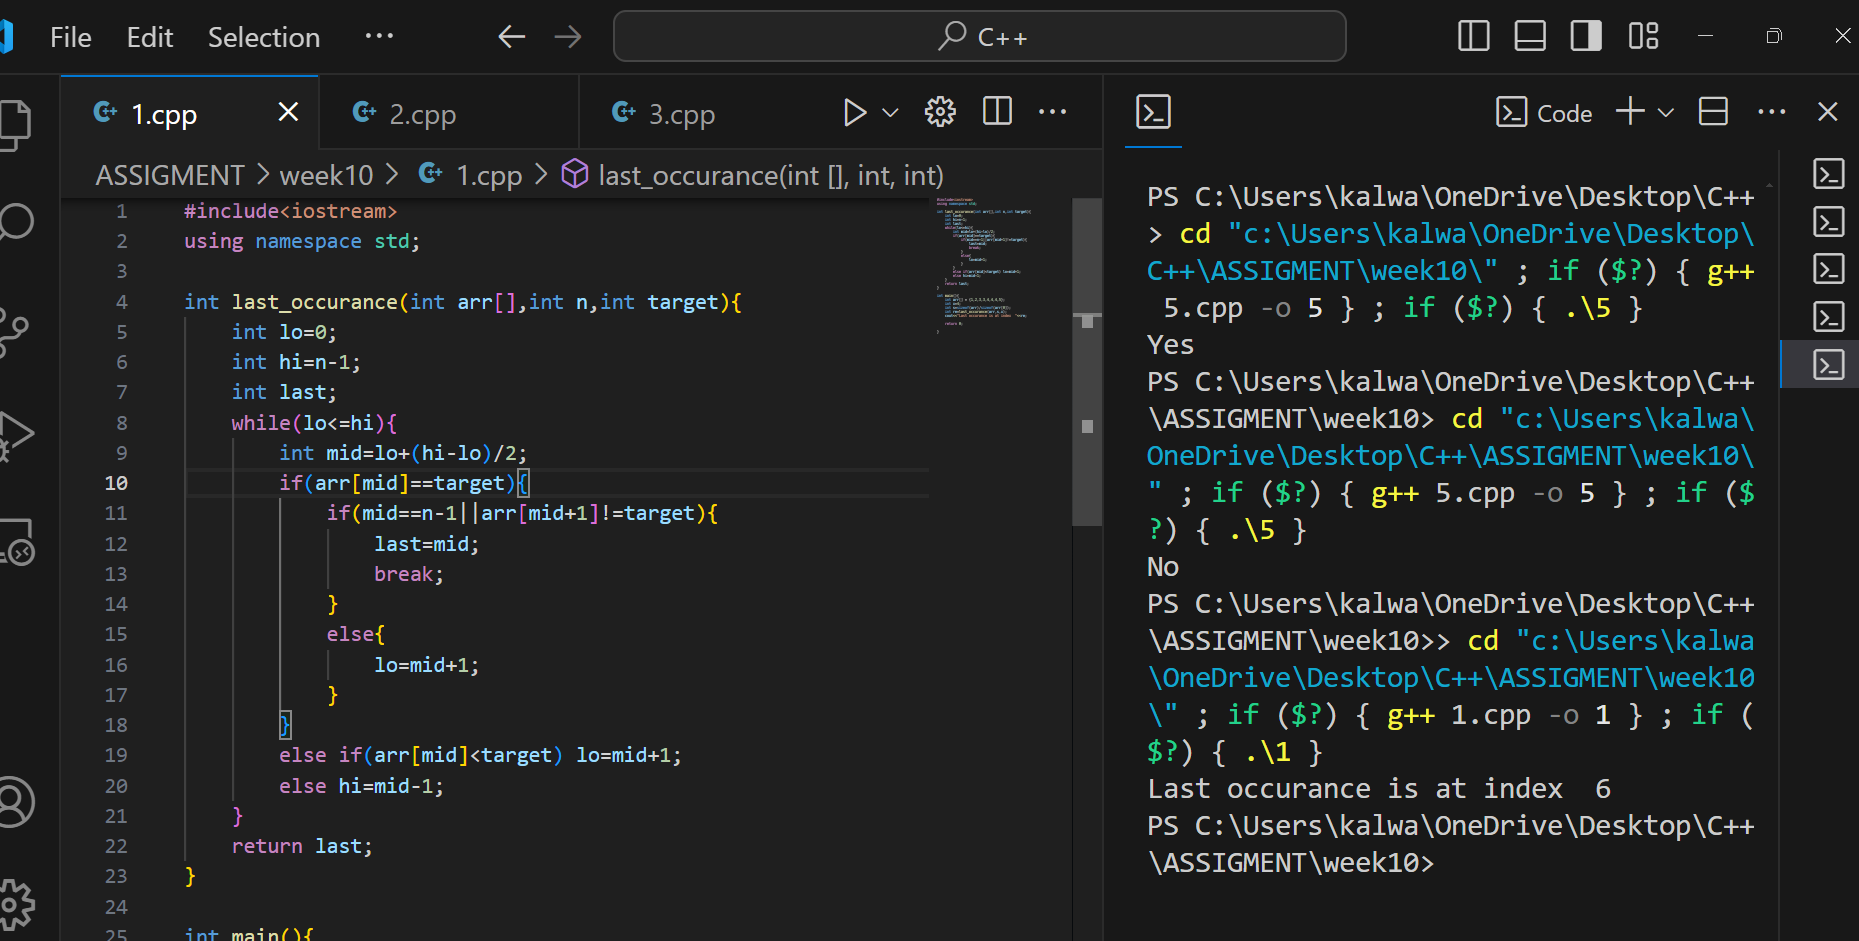 File Edit Selection ··· C++
1.cpp 2.cpp 3.cpp
ASSIGMENT > week10 > 1.cpp > last_occurance(int [], int, int)
1 #include<iostream>
2 using namespace std;
3
4 int last_occurance(int arr[],int n,int target){
5 int lo=0;
6 int hi=n-1;
7 int last;
8 while(lo<=hi){
9 int mid=lo+(hi-lo)/2;
10 if(arr[mid]==target){
11 if(mid==n-1||arr[mid+1]!=target){
12 last=mid;
13 break;
14 }
15 else{
16 lo=mid+1;
17 }
18 }
19 else if(arr[mid]<target) lo=mid+1;
20 else hi=mid-1;
21 }
22 return last;
23 }
24
25 int main(){
Code
PS C:\Users\kalwa\OneDrive\Desktop\C++
> cd "c:\Users\kalwa\OneDrive\Desktop\
C++\ASSIGMENT\week10\" ; if ($?) { g++
5.cpp -o 5 } ; if ($?) { .\5 }
Yes
PS C:\Users\kalwa\OneDrive\Desktop\C++
\ASSIGMENT\week10> cd "c:\Users\kalwa\
OneDrive\Desktop\C++\ASSIGMENT\week10\
" ; if ($?) { g++ 5.cpp -o 5 } ; if ($
?) { .\5 }
No
PS C:\Users\kalwa\OneDrive\Desktop\C++
\ASSIGMENT\week10>> cd "c:\Users\kalwa
\OneDrive\Desktop\C++\ASSIGMENT\week10
\" ; if ($?) { g++ 1.cpp -o 1 } ; if (
$?) { .\1 }
Last occurance is at index  6
PS C:\Users\kalwa\OneDrive\Desktop\C++
\ASSIGMENT\week10>